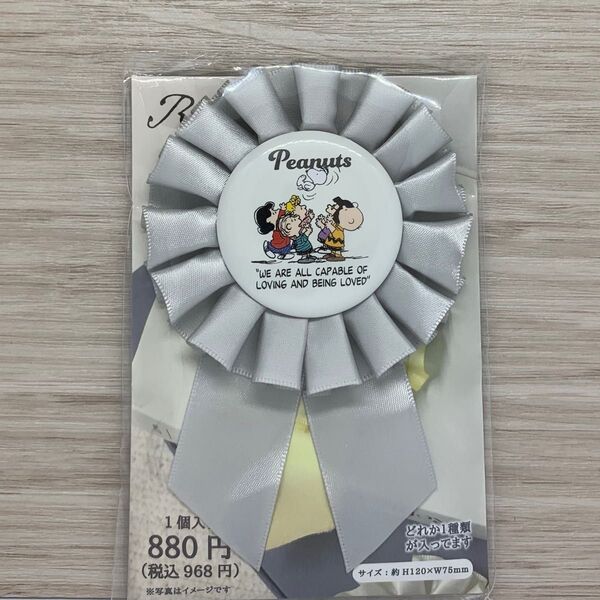 Peanuts
"WE ARE ALL CAPABLE OF
LOVING AND BEING LOVED"
1個入
880円
(税込 968円)
※写真はイメージです
どれか1種類
が入ってます
サイズ：約 H120×W75mm